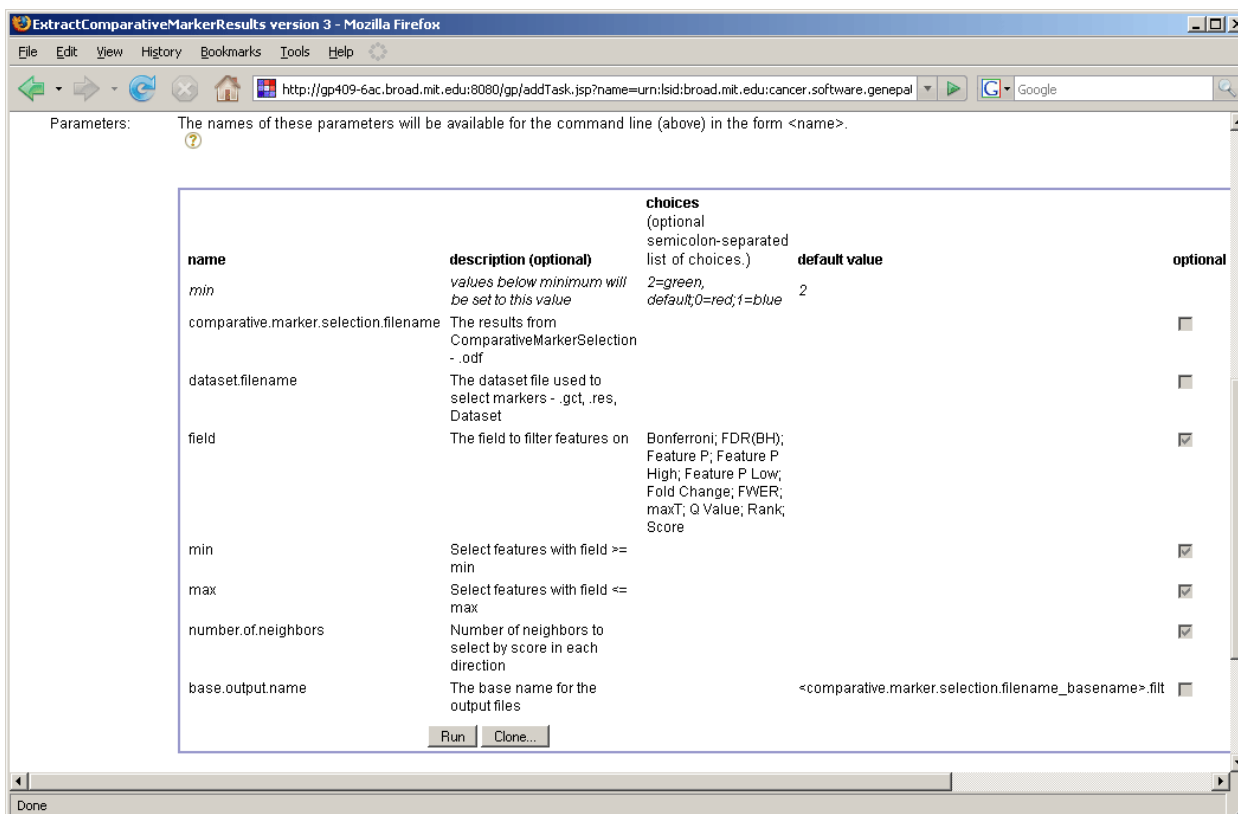 ExtractComparativeMarkerResults version 3 - Mozilla Firefox
File Edit View History Bookmarks Tools Help
http://gp409-6ac.broad.mit.edu:8080/gp/addTask.jsp?name=urn:lsid:broad.mit.edu:cancer.software.genepat
G Google
Parameters: The names of these parameters will be available for the command line (above) in the form <name>.
?
choices
(optional
semicolon-separated
name description (optional) list of choices.) default value optional
min values below minimum will 2=green, 2
be set to this value default;0=red;1=blue
comparative.marker.selection.filename The results from
ComparativeMarkerSelection
- .odf
dataset.filename The dataset file used to
select markers - .gct, .res,
Dataset
field The field to filter features on Bonferroni; FDR(BH);
Feature P; Feature P
High; Feature P Low;
Fold Change; FWER;
maxT; Q Value; Rank;
Score
min Select features with field >=
min
max Select features with field <=
max
number.of.neighbors Number of neighbors to
select by score in each
direction
base.output.name The base name for the <comparative.marker.selection.filename_basename>.filt
output files
Run Clone...
Done